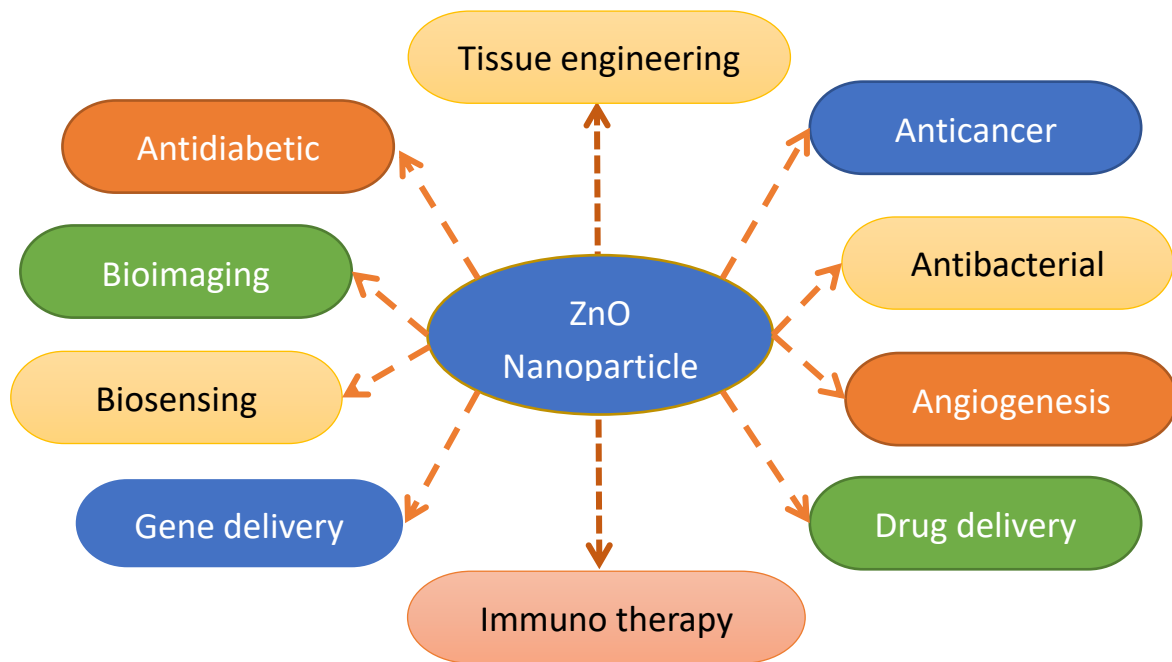 Tissue engineering
Antidiabetic
Anticancer
Bioimaging
Antibacterial
ZnO
Nanoparticle
Biosensing
Angiogenesis
Gene delivery
Drug delivery
Immuno therapy